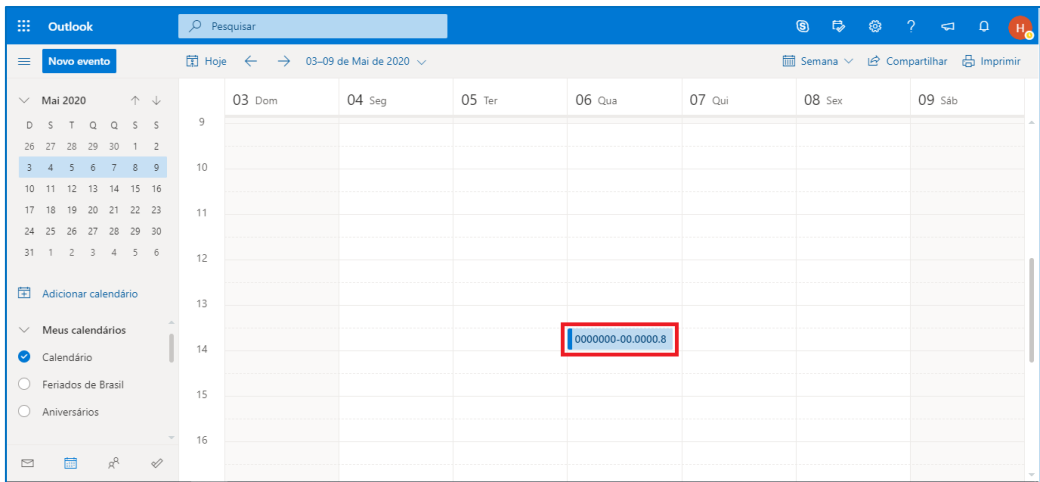 Outlook
Pesquisar
H
Novo evento
Hoje
03–09 de Mai de 2020
Semana
Compartilhar
Imprimir
Mai 2020
D S T Q Q S S
26 27 28 29 30 1 2
3 4 5 6 7 8 9
10 11 12 13 14 15 16
17 18 19 20 21 22 23
24 25 26 27 28 29 30
31 1 2 3 4 5 6
Adicionar calendário
Meus calendários
Calendário
Feriados de Brasil
Aniversários
03 Dom
04 Seg
05 Ter
06 Qua
07 Qui
08 Sex
09 Sáb
9
10
11
12
13
0000000-00.0000.8
14
15
16